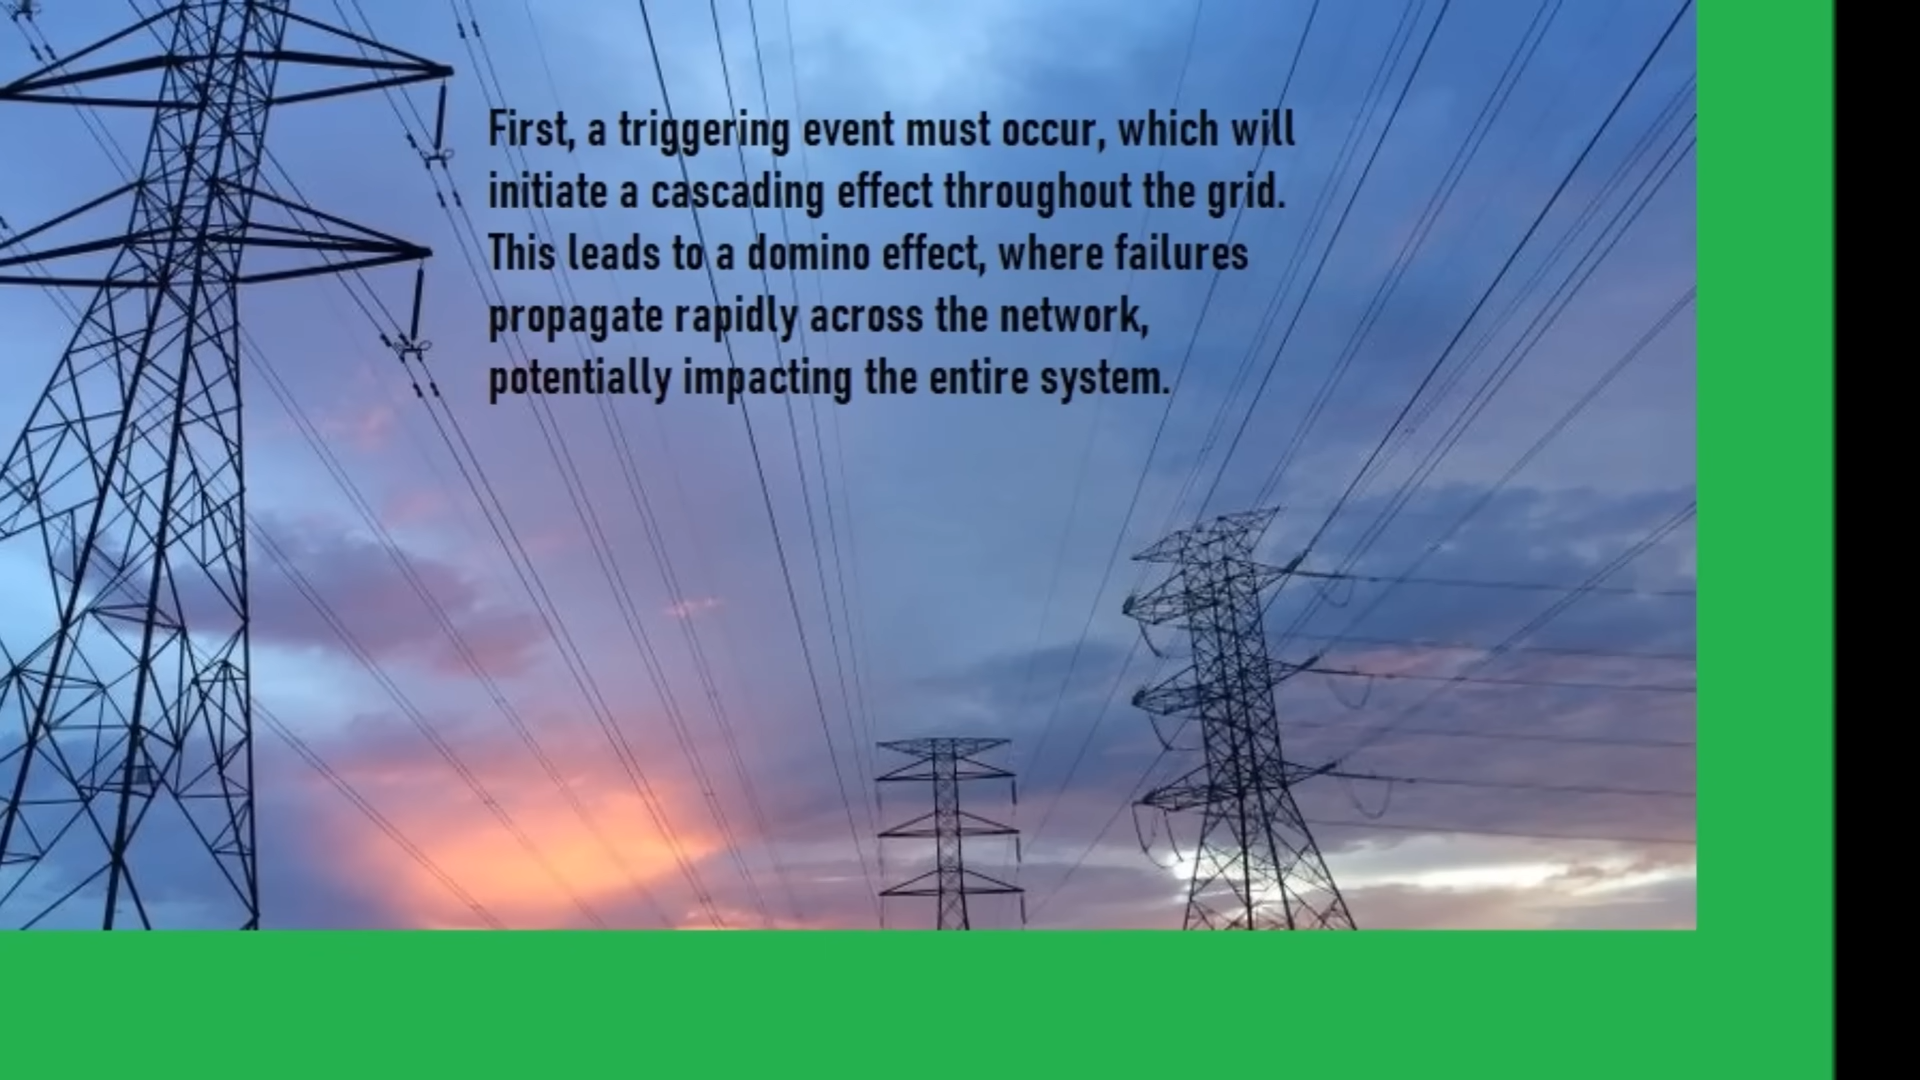 First, a triggering event must occur, which will
initiate a cascading effect throughout the grid.
This leads to a domino effect, where failures
propagate rapidly across the network,
potentially impacting the entire system.